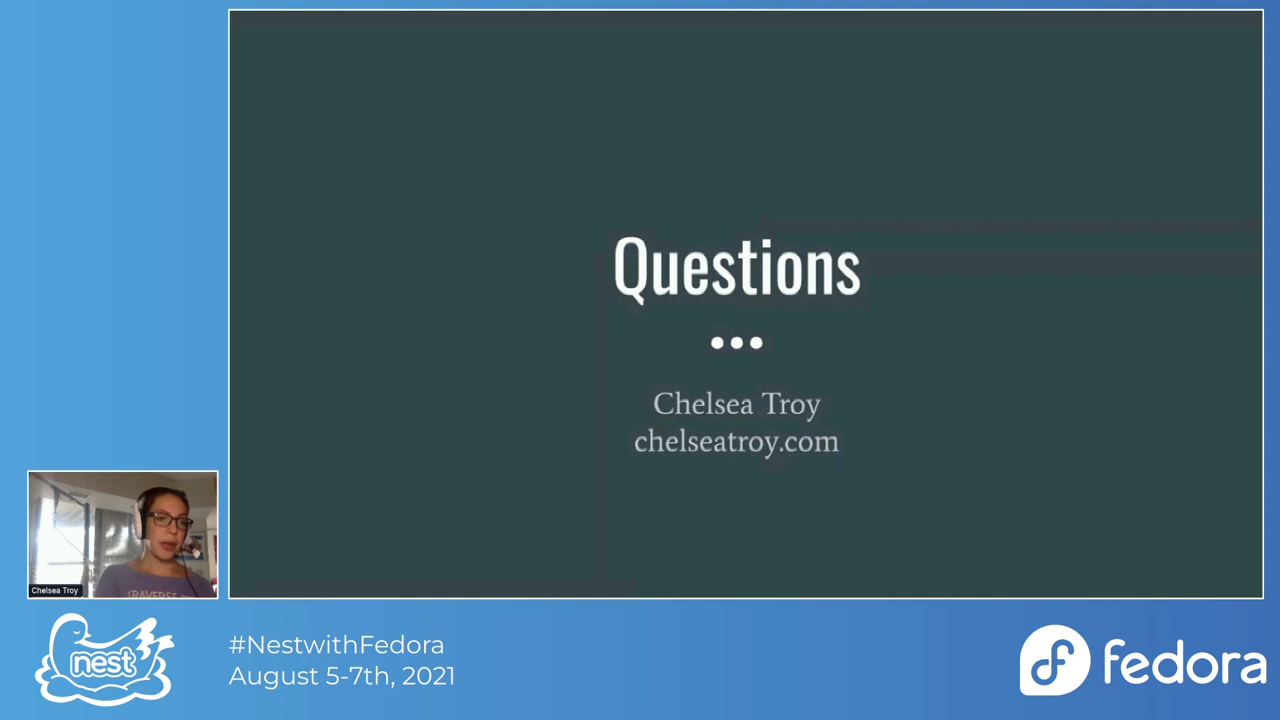 Questions
Chelsea Troy
chelseatroy.com
Chelsea Troy
nest
#NestwithFedora
August 5-7th, 2021
fedora